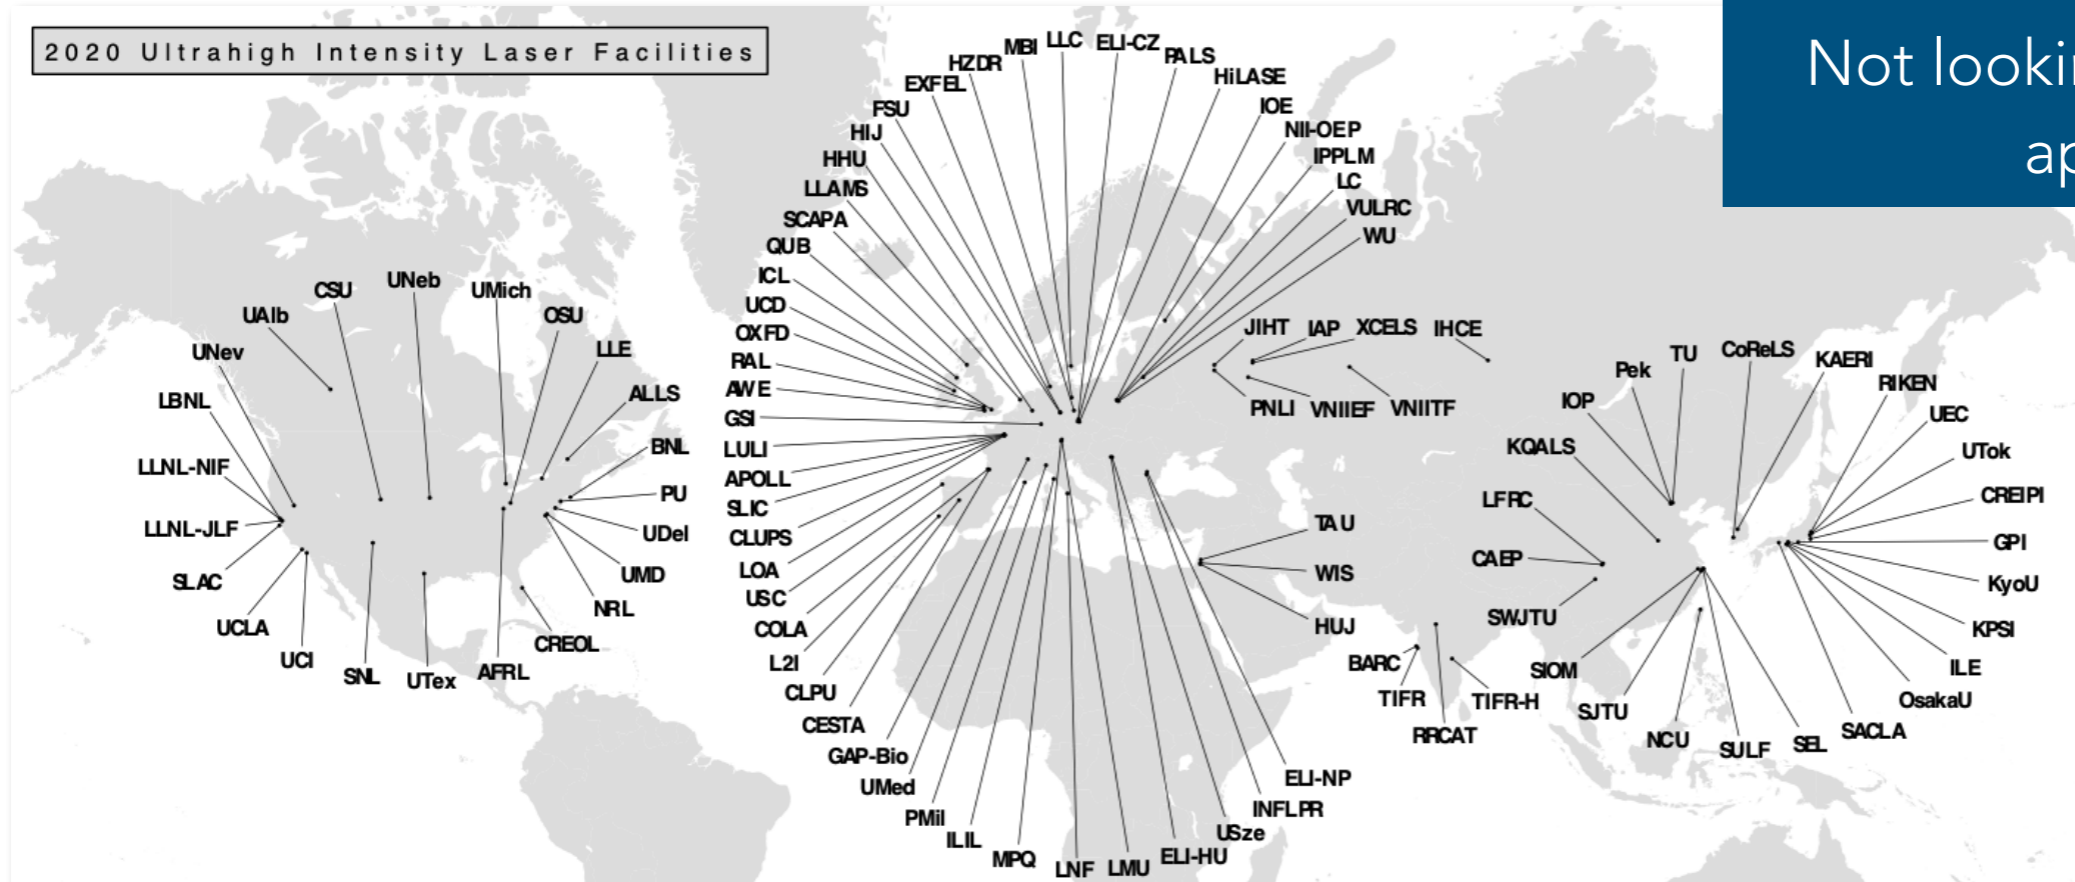 2020 Ultrahigh Intensity Laser Facilities
Not lookin
ap
LLC
ELI-CZ
MBI
PALS
HZDR
HiLASE
EXFEL
IOE
FSU
NII-OEP
HIJ
IPPLM
HHU
LC
LLAMS
VULRC
SCAPA
WU
QUB
ICL
UCD
OXFD
RAL
AWE
GSI
LULI
APOLL
SLIC
CLUPS
LOA
USC
COLA
L2I
CLPU
CESTA
GAP-Bio
UMed
PMil
ILIL
MPQ
LNF
LMU
ELI-HU
USze
INFLPR
ELI-NP
UNeb
CSU
UMich
UAlb
OSU
UNev
LLE
LBNL
ALLS
BNL
LLNL-NIF
PU
LLNL-JLF
UDel
SLAC
UMD
NRL
UCLA
CREOL
UCI
SNL
UTex
AFRL
JIHT
IAP
XCELS
IHCE
PNLI
VNIIEF
VNIITF
TAU
WIS
HUJ
BARC
TIFR
RRCAT
TIFR-H
Pek
TU
CoReLS
KAERI
RIKEN
IOP
UEC
KQALS
UTok
LFRC
CREIPI
CAEP
GPI
KyoU
SWJTU
KPSI
SIOM
ILE
SJTU
OsakaU
NCU
SULF
SEL
SACLA